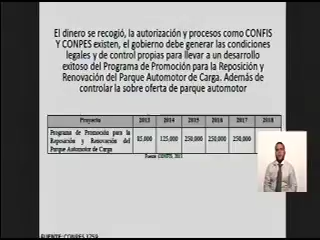 El dinero se recogió, la autorización y procesos como CONFIS
Y CONPES existen, el gobierno debe generar las condiciones
legales y de control propias para llevar a un desarrollo
exitoso del Programa de Promoción para la Reposición y
Renovación del Parque Automotor de Carga. Además de
controlar la sobre oferta de parque automotor
Proyecto 2013 2014 2015 2016 2017 2018
Programa de Promoción para la
Reposición y Renovación del 85,000 125,000 250,000 250,000 250,000
Parque Automotor de Carga
Fuente: CONFIS, 2011
FUENTE: CONPES 3759